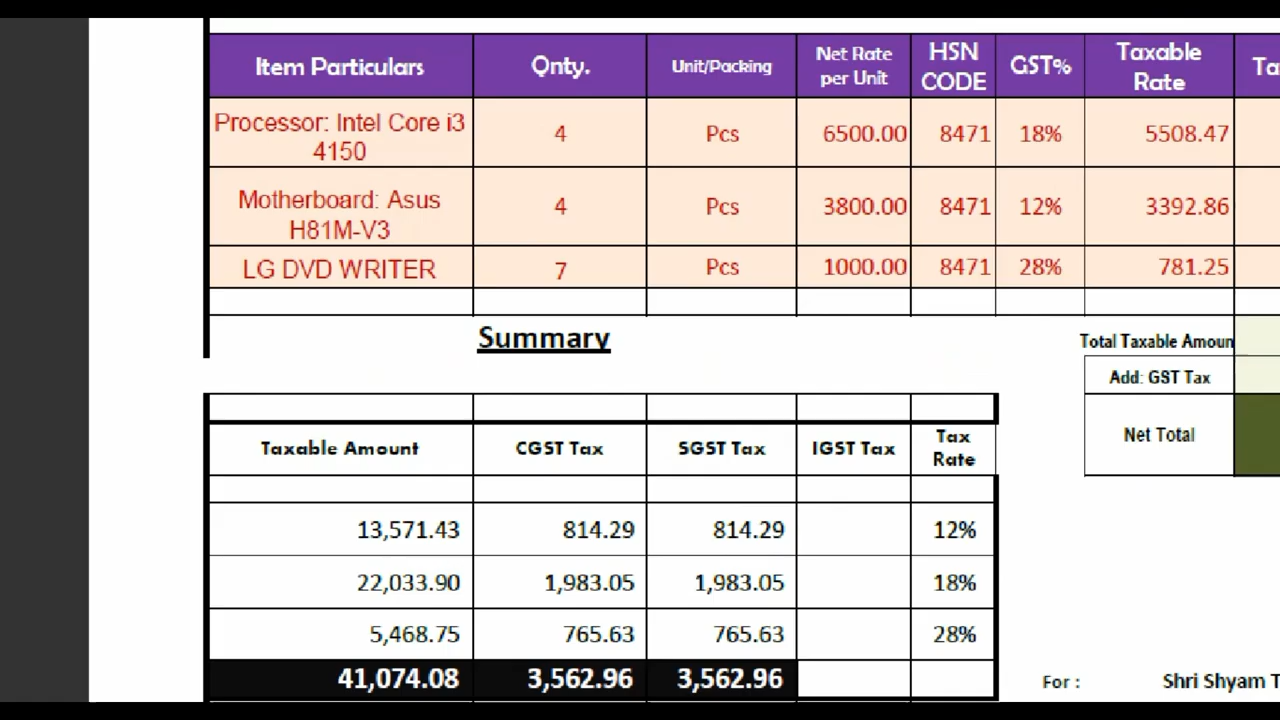 Item Particulars Qnty. Unit/Packing Net Rate per Unit HSN CODE GST% Taxable Rate
Processor: Intel Core i3 4150 4 Pcs 6500.00 8471 18% 5508.47
Motherboard: Asus H81M-V3 4 Pcs 3800.00 8471 12% 3392.86
LG DVD WRITER 7 Pcs 1000.00 8471 28% 781.25
Summary
Total Taxable Amoun
Add: GST Tax
Net Total
Taxable Amount CGST Tax SGST Tax IGST Tax Tax Rate
13,571.43 814.29 814.29 12%
22,033.90 1,983.05 1,983.05 18%
5,468.75 765.63 765.63 28%
41,074.08 3,562.96 3,562.96
For : Shri Shyam T